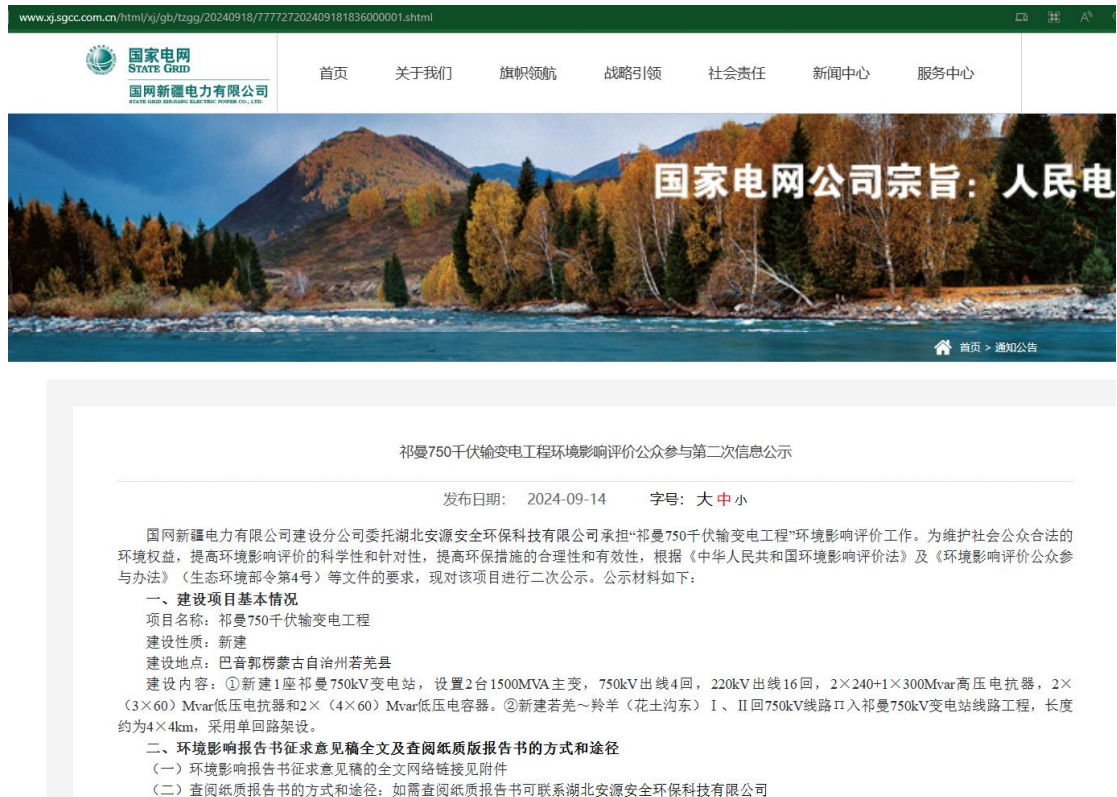 www.xj.sgcc.com.cn/html/xj/gb/tzgg/20240918/777727202409181836000001.shtml
国家电网
STATE GRID
国网新疆电力有限公司
STATE GRID XINJIANG ELECTRIC POWER CO., LTD.
首页 关于我们 旗帜领航 战略引领 社会责任 新闻中心 服务中心
国家电网公司宗旨：人民电
首页 > 通知公告
祁曼750千伏输变电工程环境影响评价公众参与第二次信息公示
发布日期： 2024-09-14 字号： 大 中 小
国网新疆电力有限公司建设分公司委托湖北安源安全环保科技有限公司承担“祁曼750千伏输变电工程”环境影响评价工作。为维护社会公众合法的
环境权益，提高环境影响评价的科学性和针对性，提高环保措施的合理性和有效性，根据《中华人民共和国环境影响评价法》及《环境影响评价公众参
与办法》（生态环境部令第4号）等文件的要求，现对该项目进行二次公示。公示材料如下：
一、建设项目基本情况
项目名称：祁曼750千伏输变电工程
建设性质：新建
建设地点：巴音郭楞蒙古自治州若羌县
建设内容：①新建1座祁曼750kV变电站，设置2台1500MVA主变，750kV出线4回，220kV出线16回，2×240+1×300Mvar高压电抗器，2×
（3×60）Mvar低压电抗器和2×（4×60）Mvar低压电容器。②新建若羌～羚羊（花土沟东）Ⅰ、Ⅱ回750kV线路π入祁曼750kV变电站线路工程，长度
约为4×4km，采用单回路架设。
二、环境影响报告书征求意见稿全文及查阅纸质版报告书的方式和途径
（一）环境影响报告书征求意见稿的全文网络链接见附件
（二）查阅纸质报告书的方式和途径：如需查阅纸质报告书可联系湖北安源安全环保科技有限公司